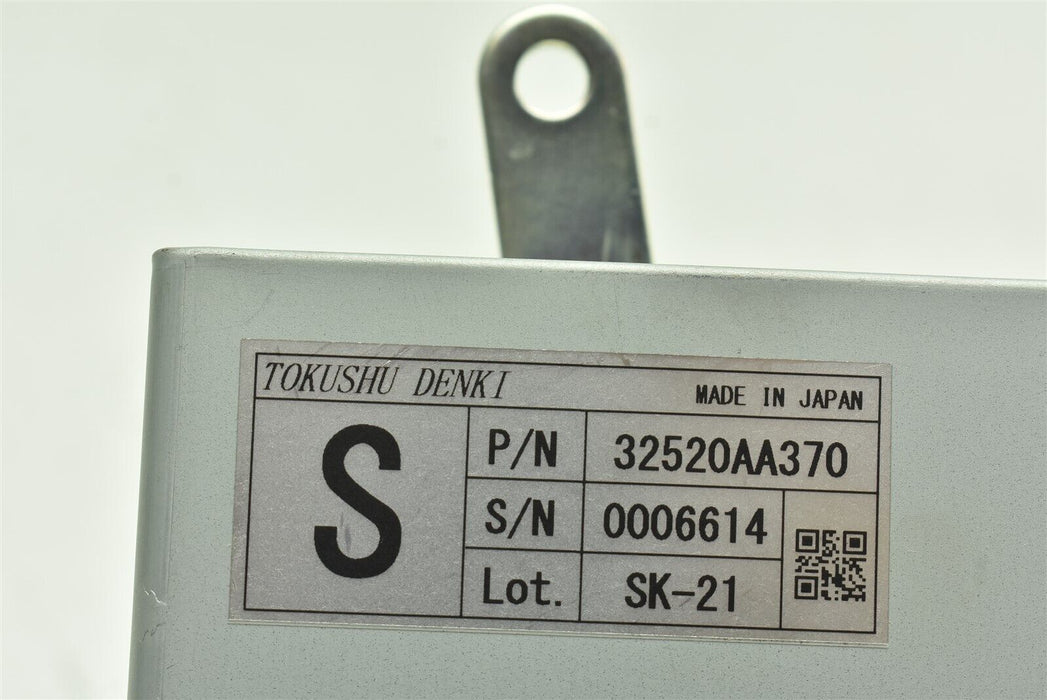 TOKUSHU DENKI MADE IN JAPAN
S
P/N 32520AA370
S/N 0006614
Lot. SK-21